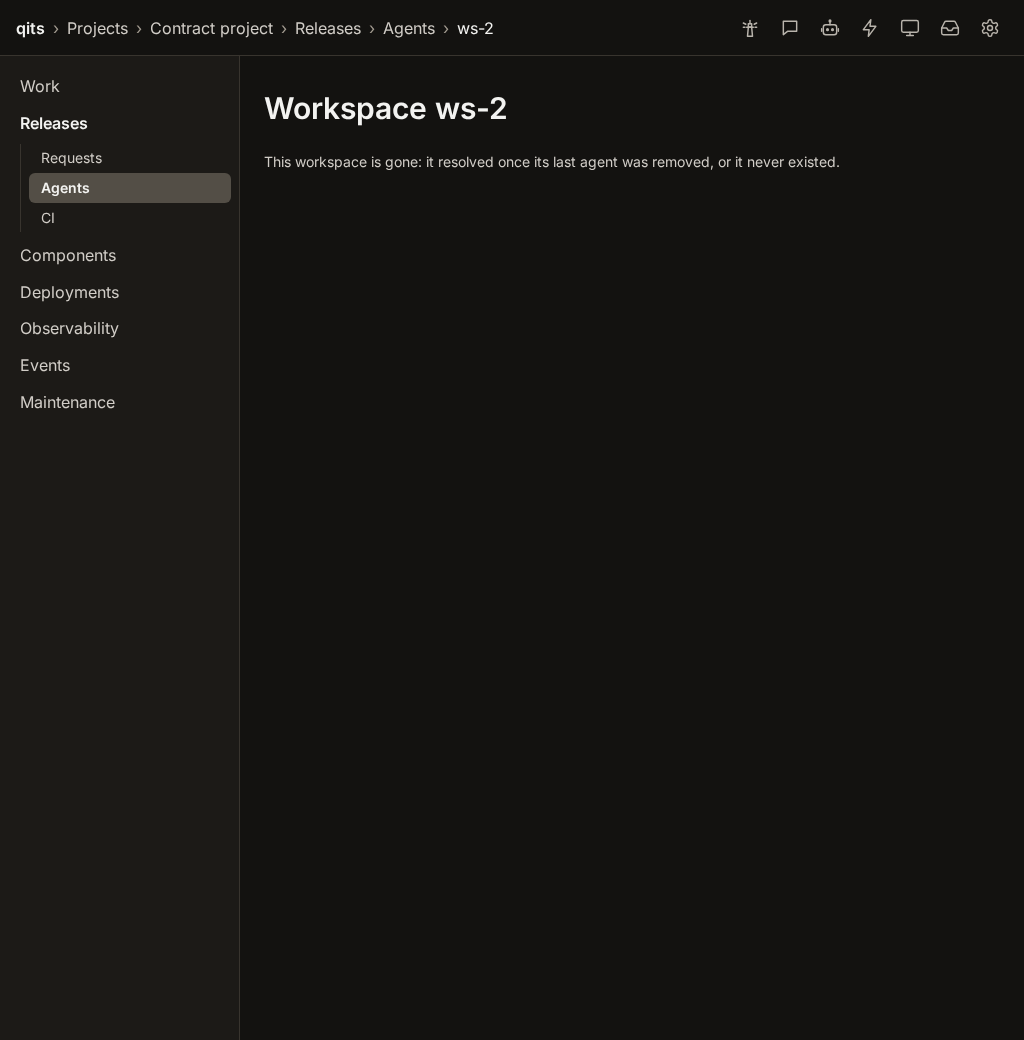 qits › Projects › Contract project › Releases › Agents › ws-2
Work
Releases
Requests
Agents
CI
Components
Deployments
Observability
Events
Maintenance
Workspace ws-2
This workspace is gone: it resolved once its last agent was removed, or it never existed.